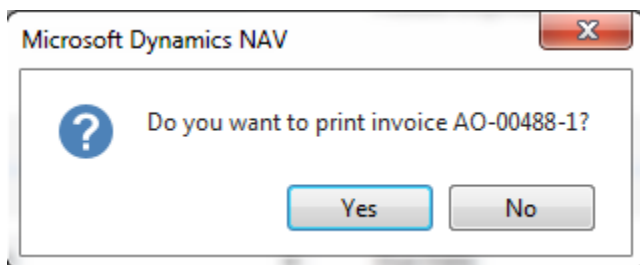 Microsoft Dynamics NAV
Do you want to print invoice AO-00488-1?
Yes
No